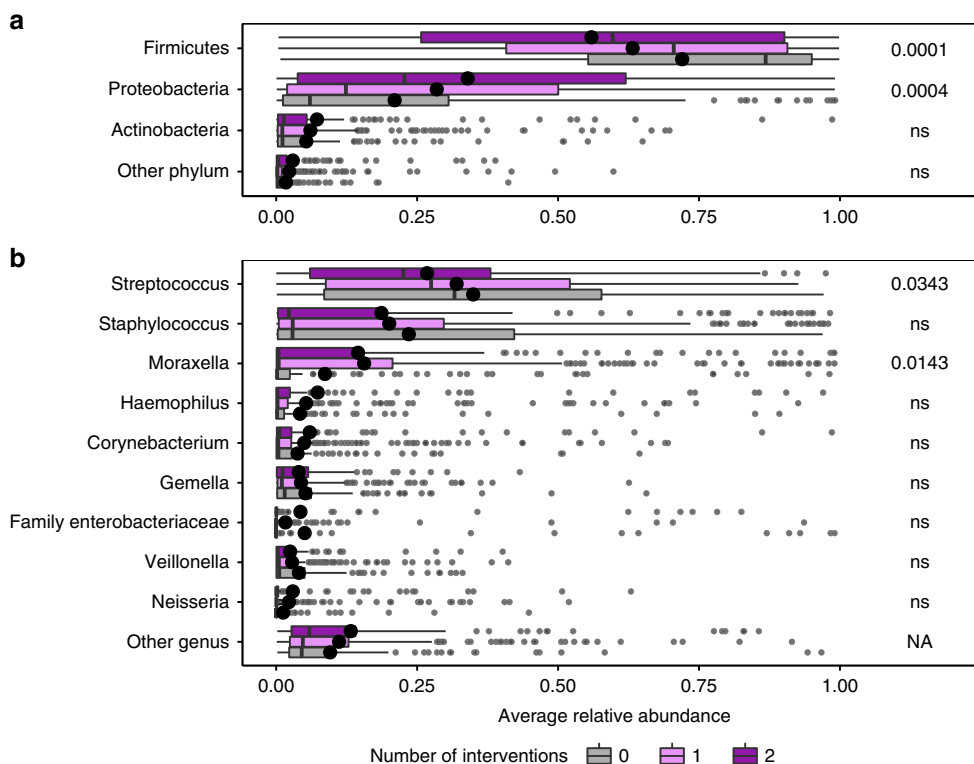 a
Firmicutes 0.0001
Proteobacteria 0.0004
Actinobacteria ns
Other phylum ns
0.00 0.25 0.50 0.75 1.00
b
Streptococcus 0.0343
Staphylococcus ns
Moraxella 0.0143
Haemophilus ns
Corynebacterium ns
Gemella ns
Family enterobacteriaceae ns
Veillonella ns
Neisseria ns
Other genus NA
0.00 0.25 0.50 0.75 1.00
Average relative abundance
Number of interventions 0 1 2